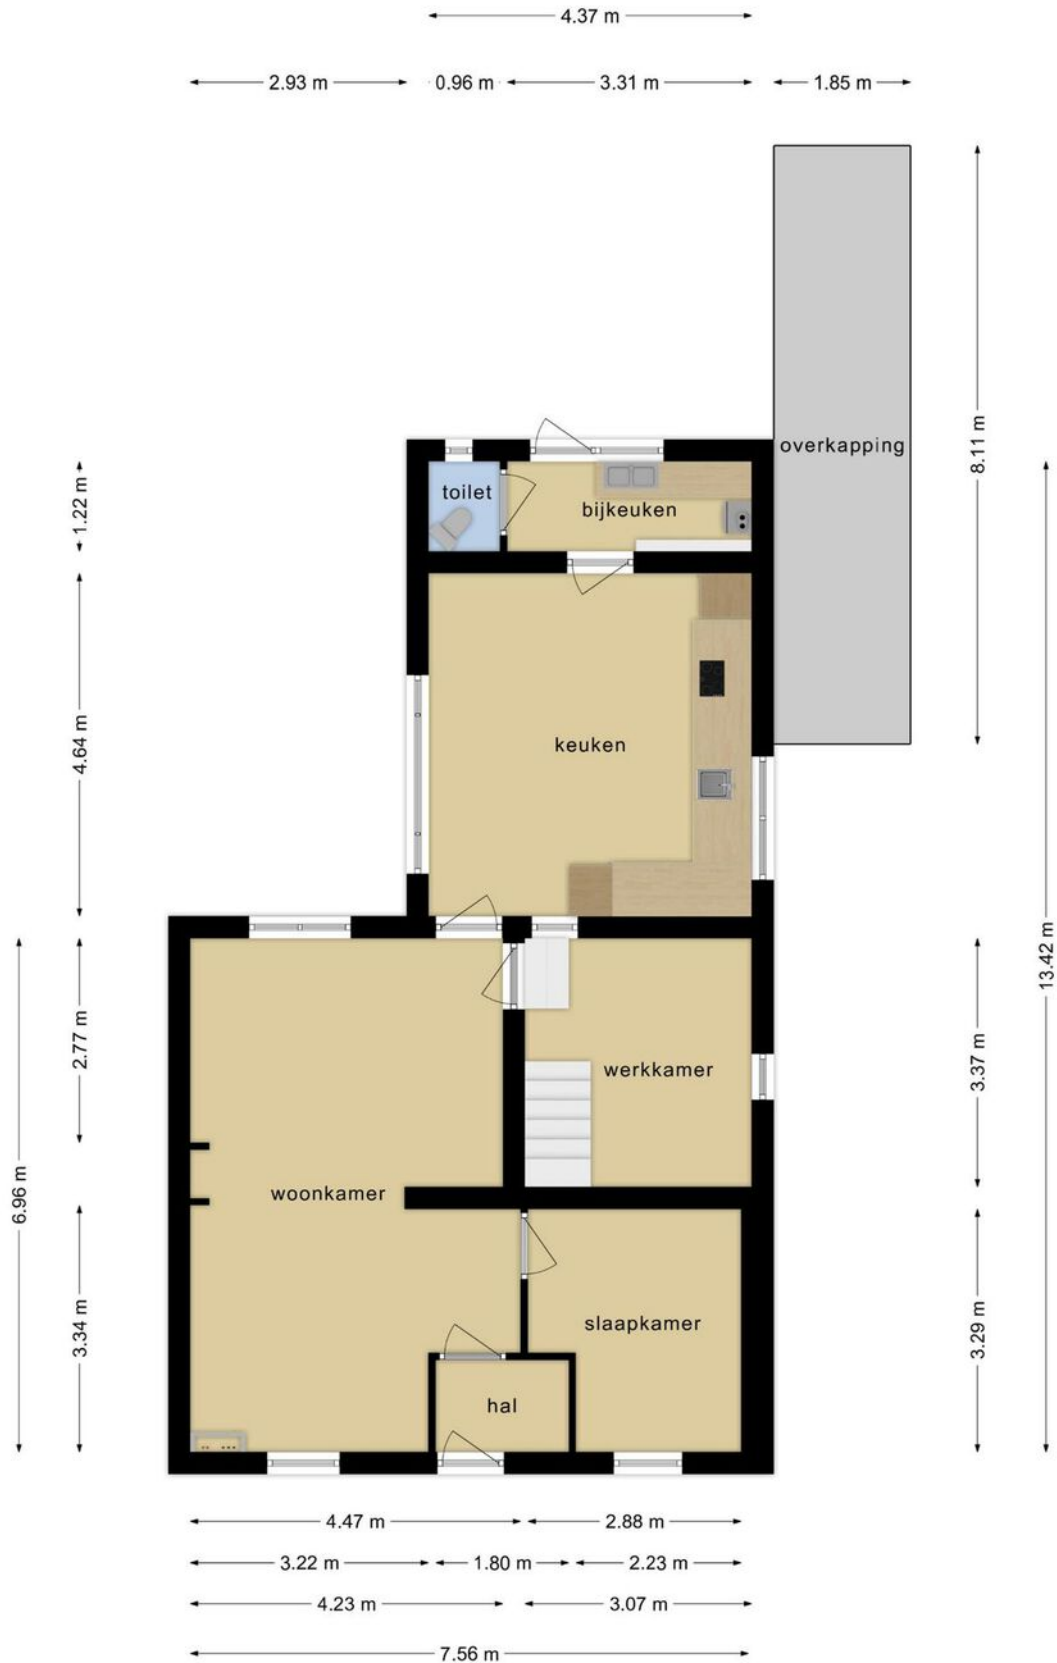 4.37 m
2.93 m
0.96 m
3.31 m
1.85 m
overkapping
8.11 m
1.22 m
toilet
bijkeuken
4.64 m
keuken
13.42 m
2.77 m
3.37 m
werkkamer
6.96 m
woonkamer
3.34 m
slaapkamer
3.29 m
hal
4.47 m
2.88 m
3.22 m
1.80 m
2.23 m
4.23 m
3.07 m
7.56 m